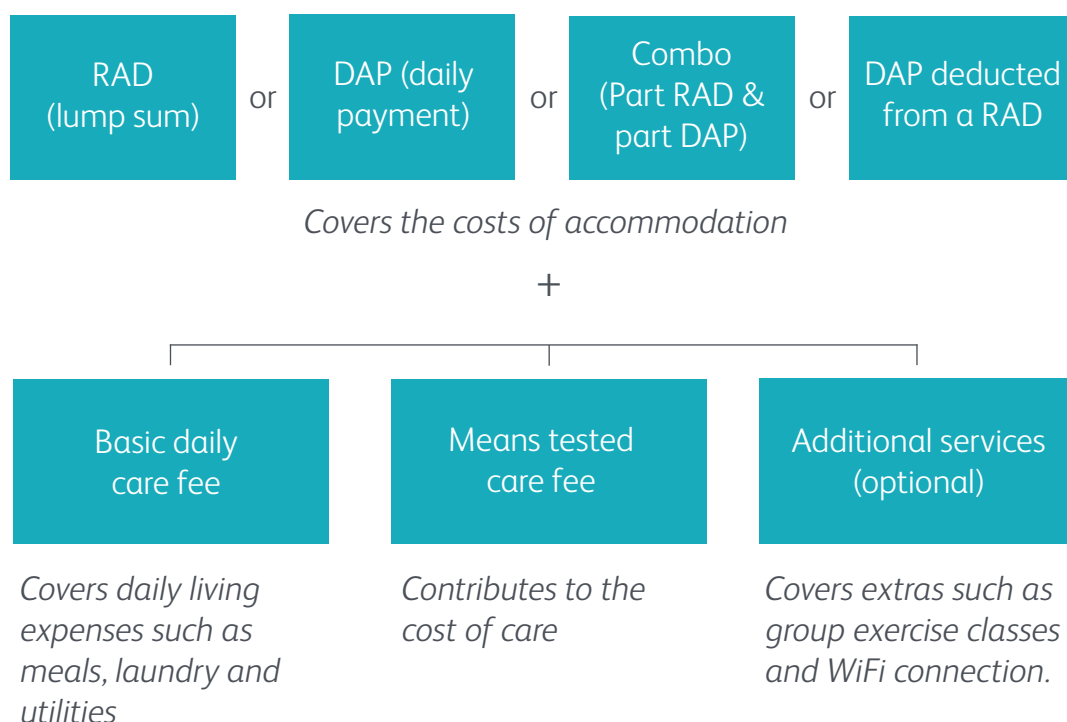 RAD
(lump sum)
or
DAP (daily
payment)
or
Combo
(Part RAD &
part DAP)
or
DAP deducted
from a RAD
Covers the costs of accommodation
+
Basic daily
care fee
Means tested
care fee
Additional services
(optional)
Covers daily living
expenses such as
meals, laundry and
utilities
Contributes to the
cost of care
Covers extras such as
group exercise classes
and WiFi connection.